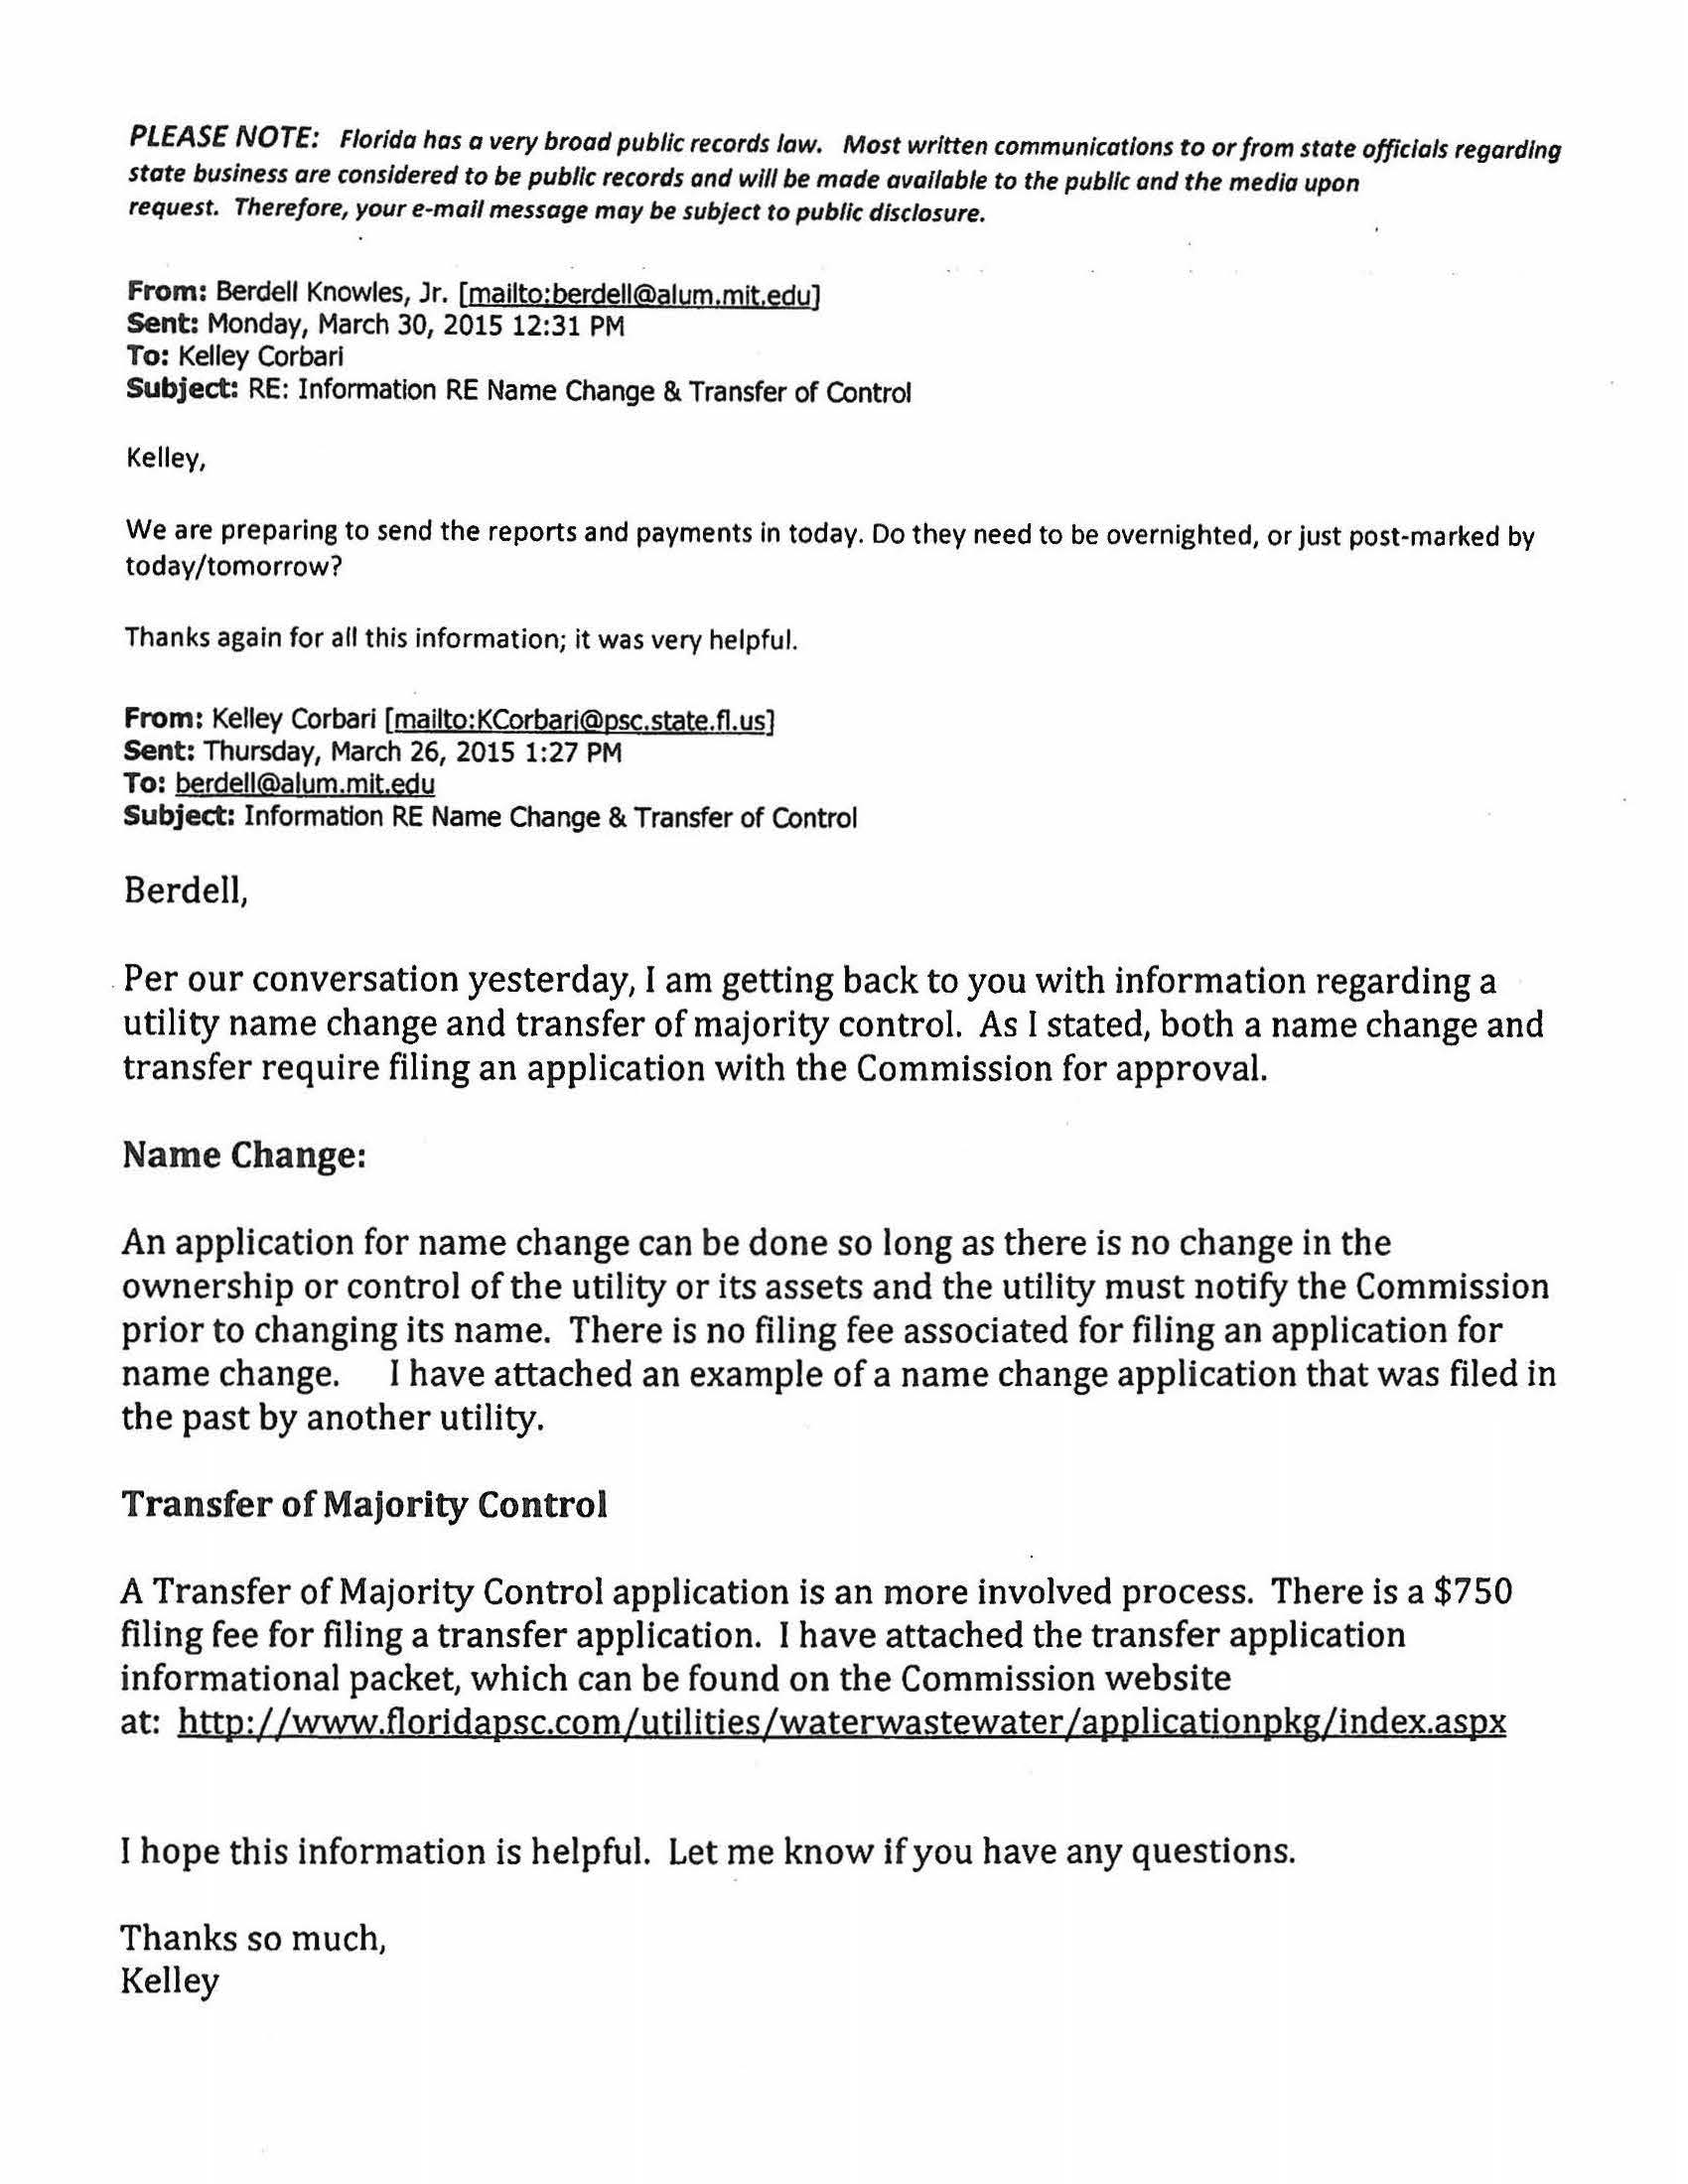 PLEASE NOTE: Florida has a very broad public records law. Most written communications to or from state officials regarding
state business are considered to be public records and will be made available to the public and the media upon
request. Therefore, your e-mail message may be subject to public disclosure.
From: Berdell Knowles, Jr. [mailto:berdell@alum.mit.edu]
Sent: Monday, March 30, 2015 12:31 PM
To: Kelley Corbari
Subject: RE: Information RE Name Change & Transfer of Control
Kelley,
We are preparing to send the reports and payments in today. Do they need to be overnighted, or just post-marked by
today/tomorrow?
Thanks again for all this information; it was very helpful.
From: Kelley Corbari [mailto:KCorbari@psc.state.fl.us]
Sent: Thursday, March 26, 2015 1:27 PM
To: berdell@alum.mit.edu
Subject: Information RE Name Change & Transfer of Control
Berdell,
Per our conversation yesterday, I am getting back to you with information regarding a
utility name change and transfer of majority control. As I stated, both a name change and
transfer require filing an application with the Commission for approval.
Name Change:
An application for name change can be done so long as there is no change in the
ownership or control of the utility or its assets and the utility must notify the Commission
prior to changing its name. There is no filing fee associated for filing an application for
name change. I have attached an example of a name change application that was filed in
the past by another utility.
Transfer of Majority Control
A Transfer of Majority Control application is an more involved process. There is a $750
filing fee for filing a transfer application. I have attached the transfer application
informational packet, which can be found on the Commission website
at: http://www.floridapsc.com/utilities/waterwastewater/applicationpkg/index.aspx
I hope this information is helpful. Let me know if you have any questions.
Thanks so much,
Kelley